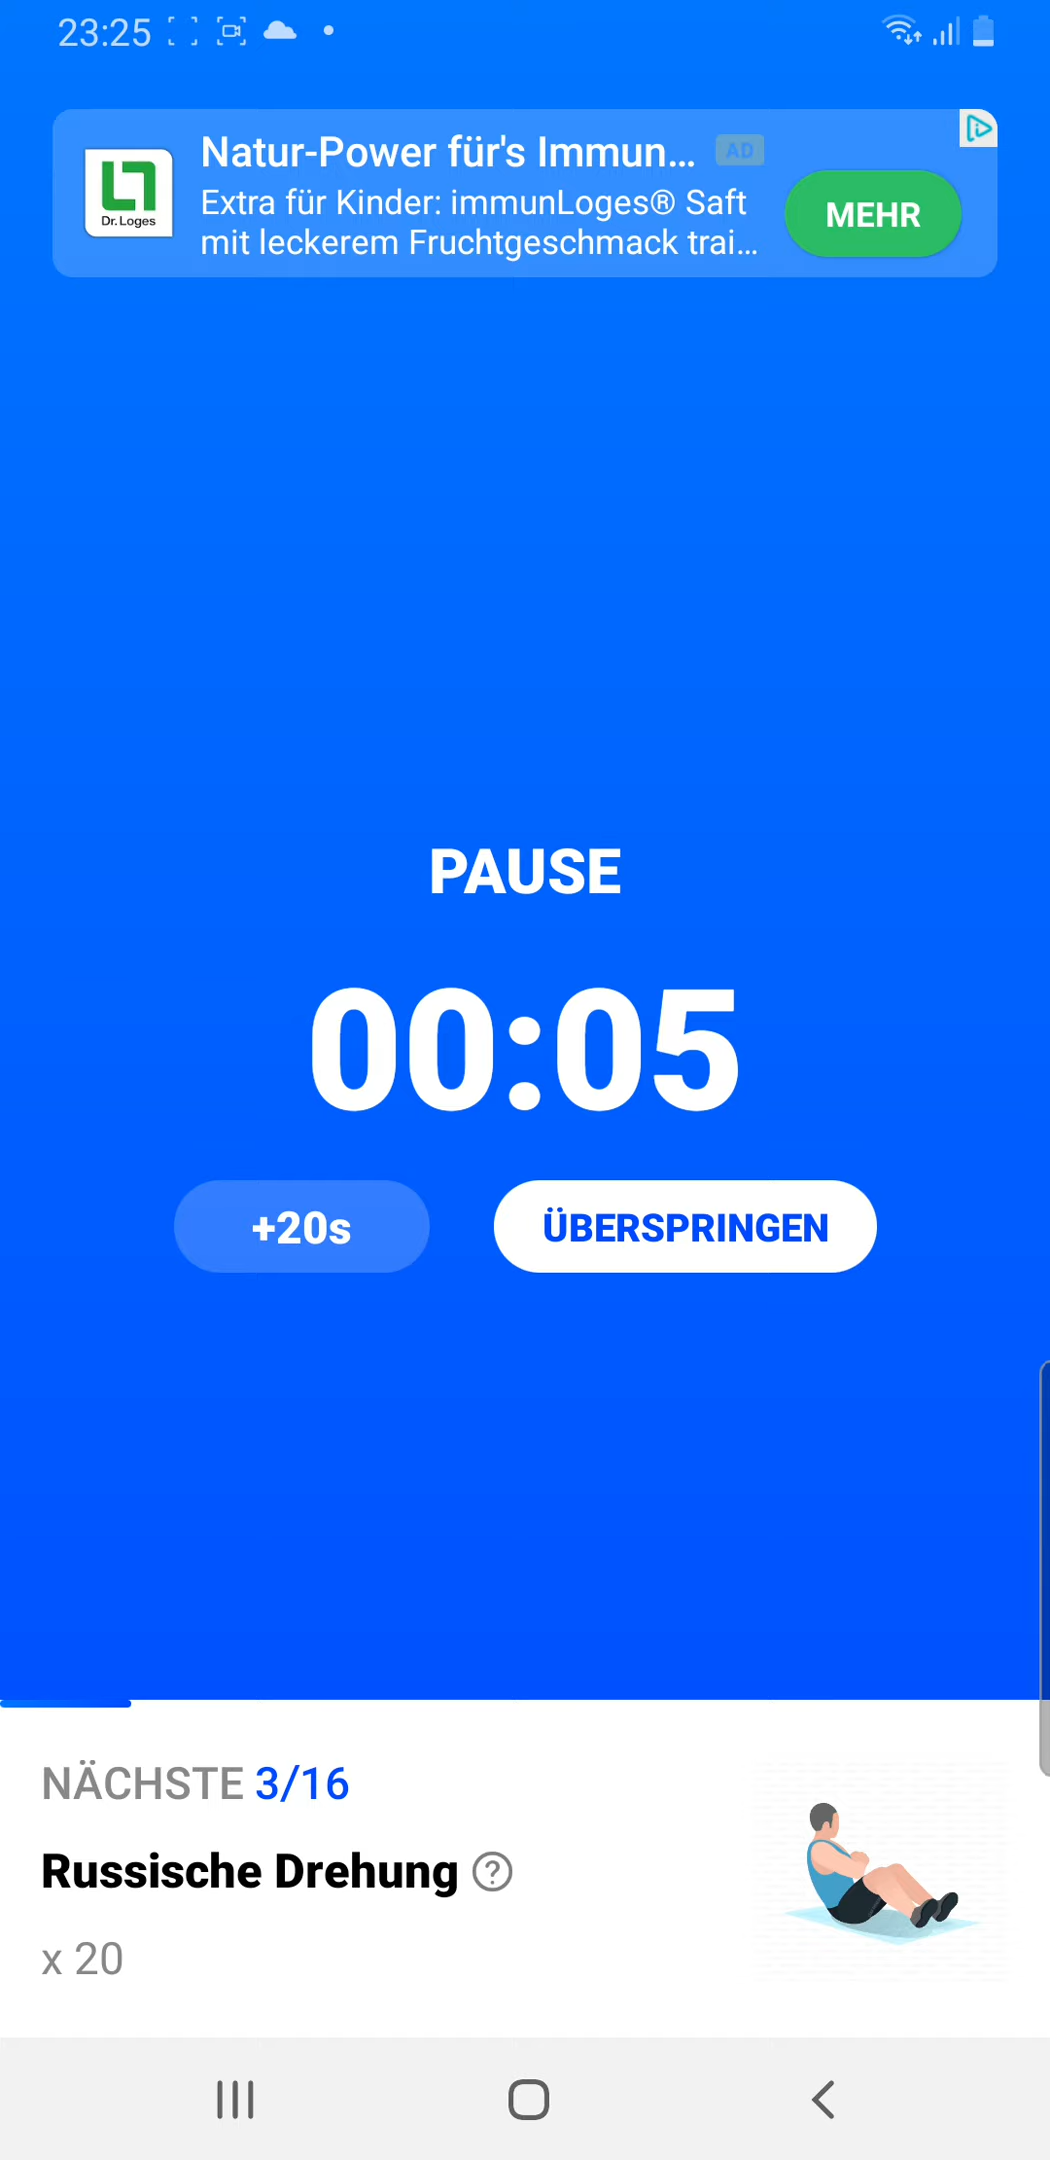 23:25
Natur-Power für's Immun... AD
Extra für Kinder: immunLoges® Saft
mit leckerem Fruchtgeschmack trai...
Dr. Loges
MEHR
PAUSE
00:05
+20s
ÜBERSPRINGEN
NÄCHSTE 3/16
Russische Drehung ?
x 20